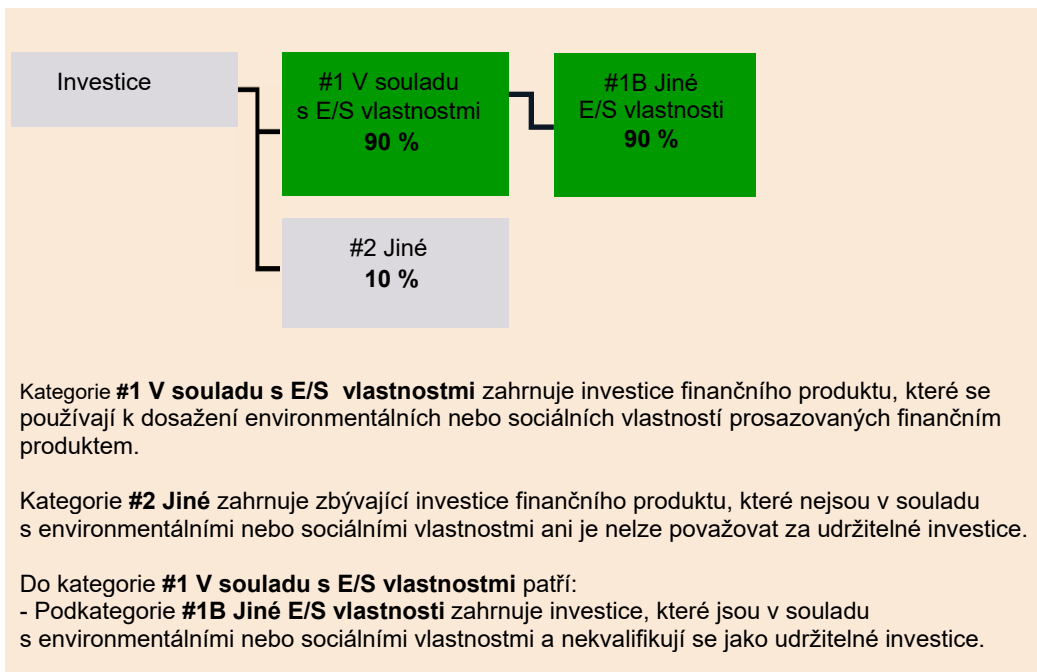 Investice
#1 V souladu
s E/S vlastnostmi
90 %
#1B Jiné
E/S vlastnosti
90 %
#2 Jiné
10 %
Kategorie #1 V souladu s E/S vlastnostmi zahrnuje investice finančního produktu, které se
používají k dosažení environmentálních nebo sociálních vlastností prosazovaných finančním
produktem.
Kategorie #2 Jiné zahrnuje zbývající investice finančního produktu, které nejsou v souladu
s environmentálními nebo sociálními vlastnostmi ani je nelze považovat za udržitelné investice.
Do kategorie #1 V souladu s E/S vlastnostmi patří:
- Podkategorie #1B Jiné E/S vlastnosti zahrnuje investice, které jsou v souladu
s environmentálními nebo sociálními vlastnostmi a nekvalifikují se jako udržitelné investice.